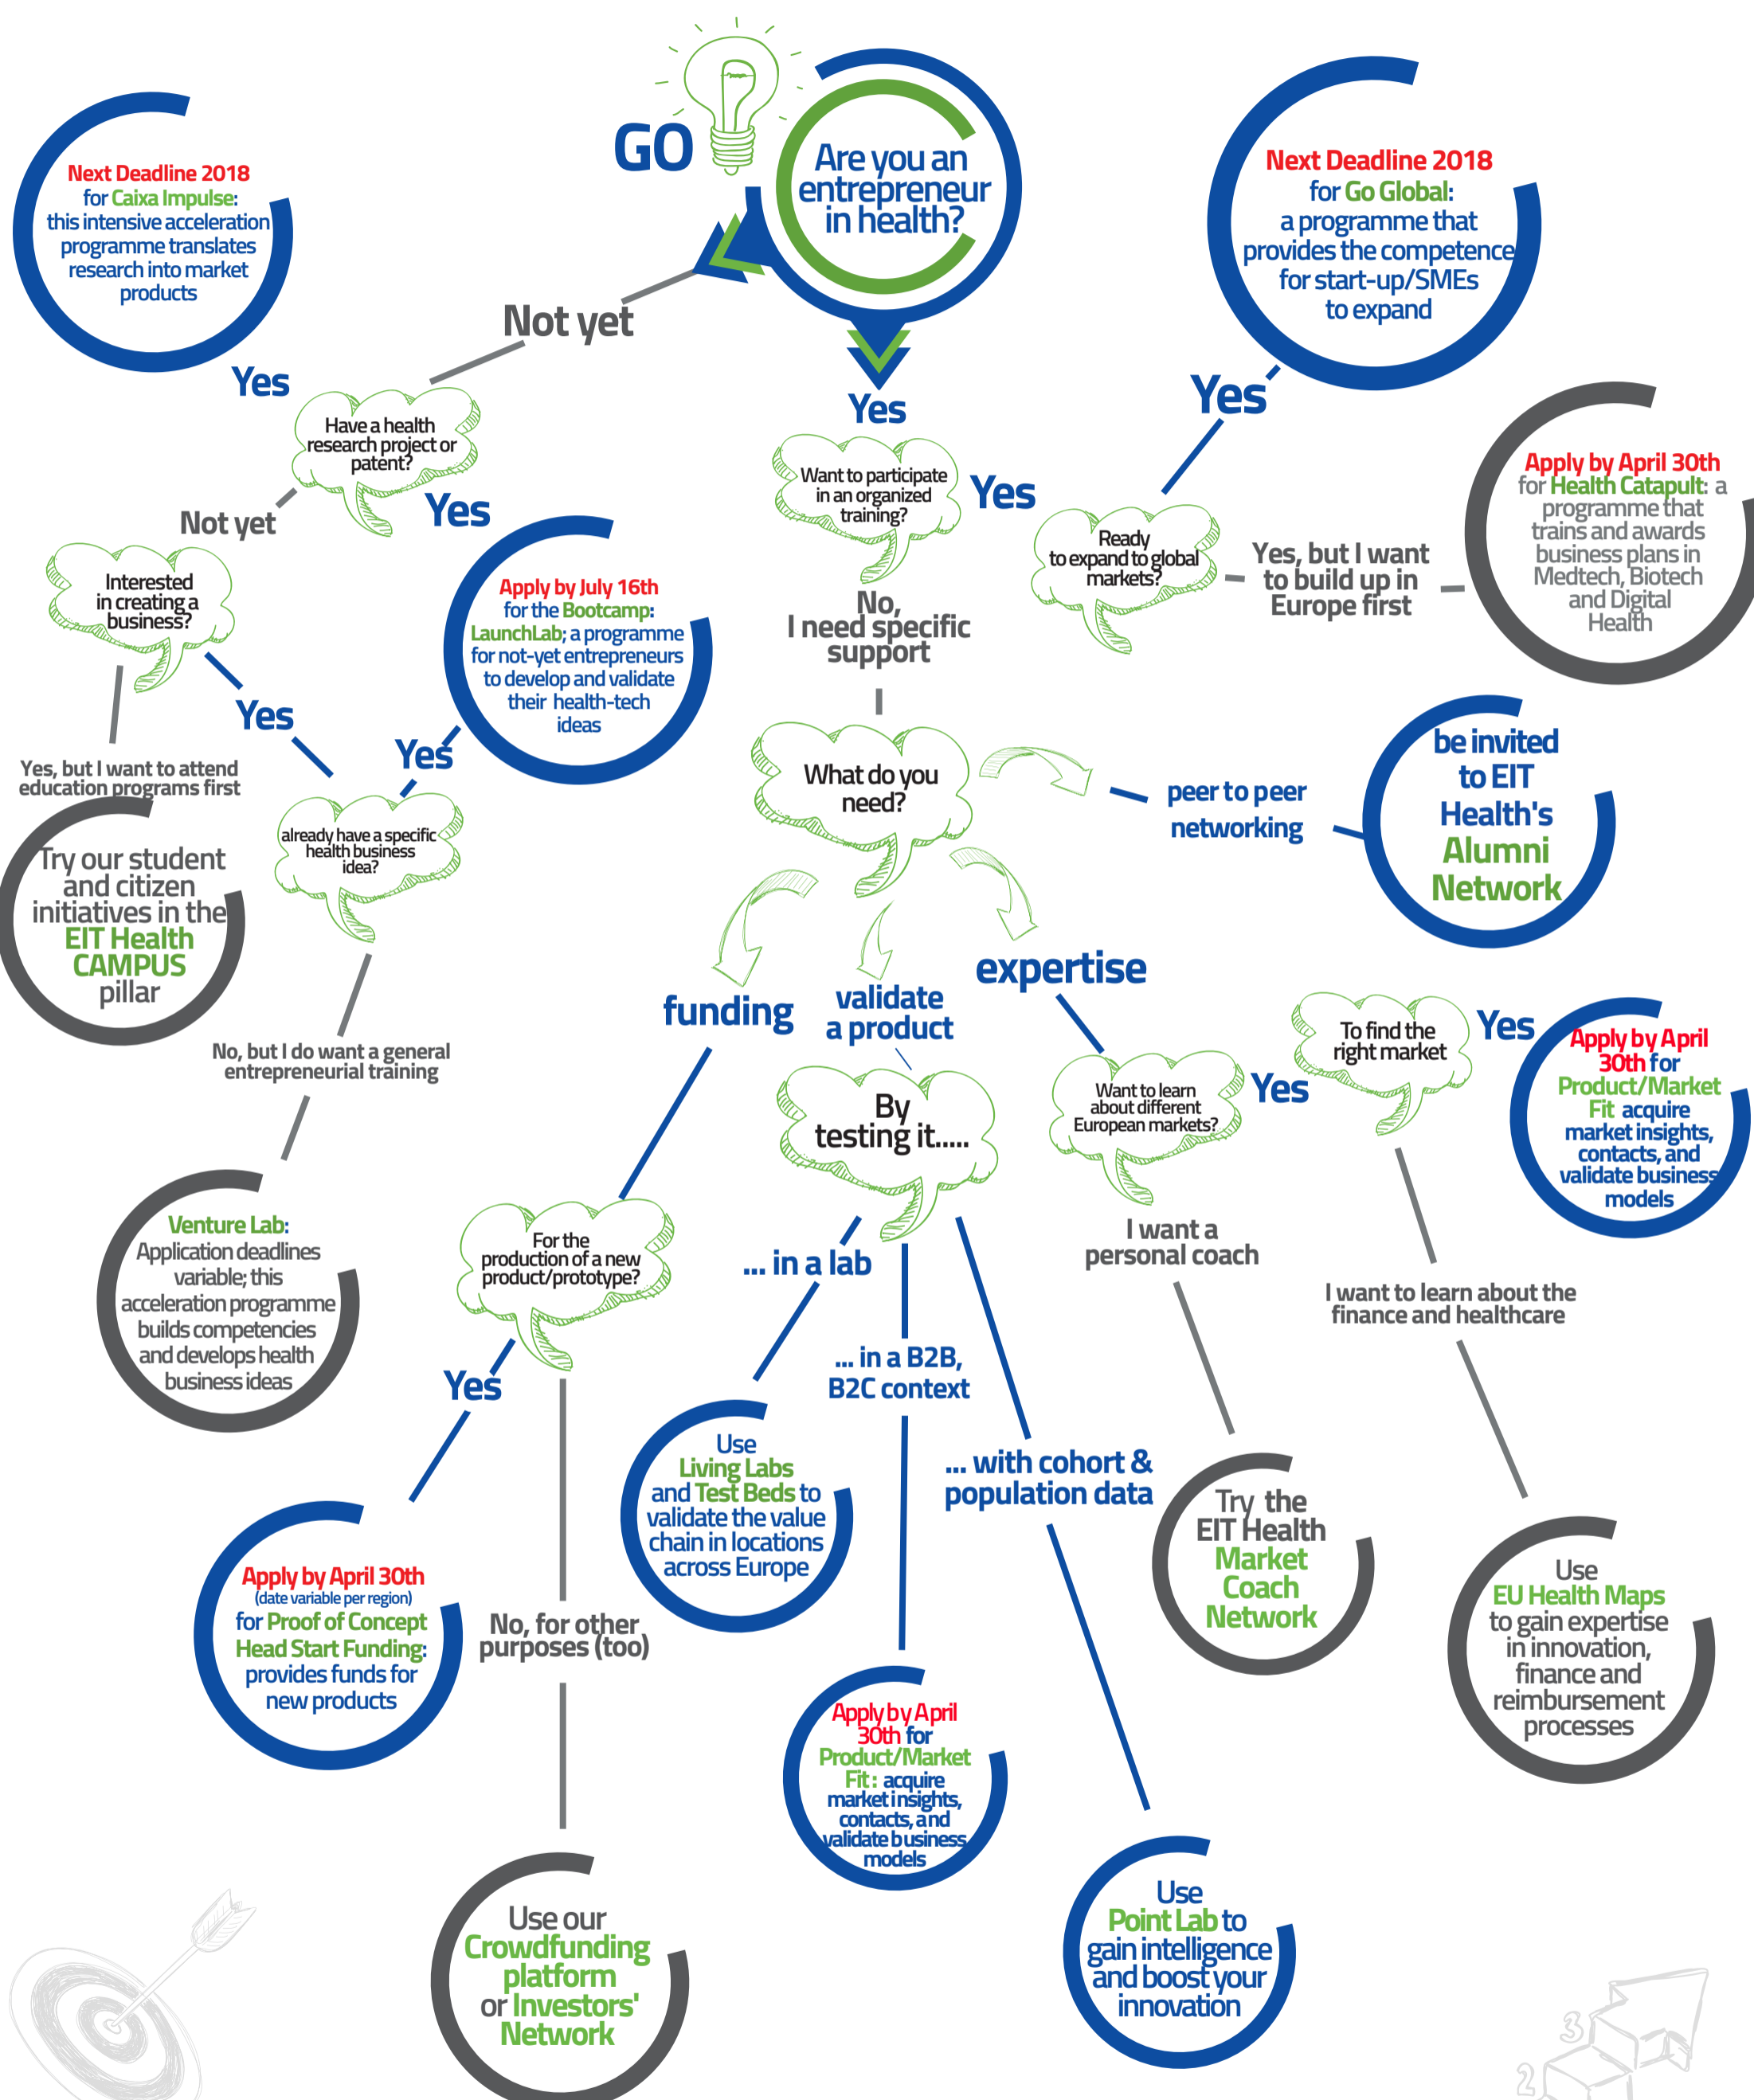 GO
Are you an
entrepreneur
in health?
Next Deadline 2018
for Caixa Impulse:
this intensive acceleration
programme translates
research into market
products
Next Deadline 2018
for Go Global:
a programme that
provides the competence
for start-up/SMEs
to expand
Not yet
Yes
Yes
Yes
Have a health
research project or
patent?
Yes
Not yet
Want to participate
in an organized
training?
Yes
Ready
to expand to global
markets?
Yes, but I want
to build up in
Europe first
Apply by April 30th
for Health Catapult: a
programme that
trains and awards
business plans in
Medtech, Biotech
and Digital
Health
Interested
in creating a
business?
Apply by July 16th
for the Bootcamp:
LaunchLab; a programme
for not-yet entrepreneurs
to develop and validate
their health-tech
ideas
No,
I need specific
support
Yes
Yes
Yes, but I want to attend
education programs first
What do you
need?
peer to peer
networking
be invited
to EIT
Health's
Alumni
Network
Try our student
and citizen
initiatives in the
EIT Health
CAMPUS
pillar
already have a specific
health business
idea?
No, but I do want a general
entrepreneurial training
funding
validate
a product
expertise
To find the
right market
Yes
Apply by April
30th for
Product/Market
Fit acquire
market insights,
contacts, and
validate business
models
By
testing it.....
Want to learn
about different
European markets?
Yes
Venture Lab:
Application deadlines
variable; this
acceleration programme
builds competencies
and develops health
business ideas
For the
production of a new
product/prototype?
... in a lab
I want a
personal coach
I want to learn about the
finance and healthcare
Yes
... in a B2B,
B2C context
Use
Living Labs
and Test Beds to
validate the value
chain in locations
across Europe
... with cohort &
population data
Try the
EIT Health
Market
Coach
Network
Use
EU Health Maps
to gain expertise
in innovation,
finance and
reimbursement
processes
Apply by April 30th
(date variable per region)
for Proof of Concept
Head Start Funding:
provides funds for
new products
No, for other
purposes (too)
Apply by April
30th for
Product/Market
Fit: acquire
market insights,
contacts, and
validate business
models
Use our
Crowdfunding
platform
or Investors'
Network
Use
Point Lab to
gain intelligence
and boost your
innovation
3
2